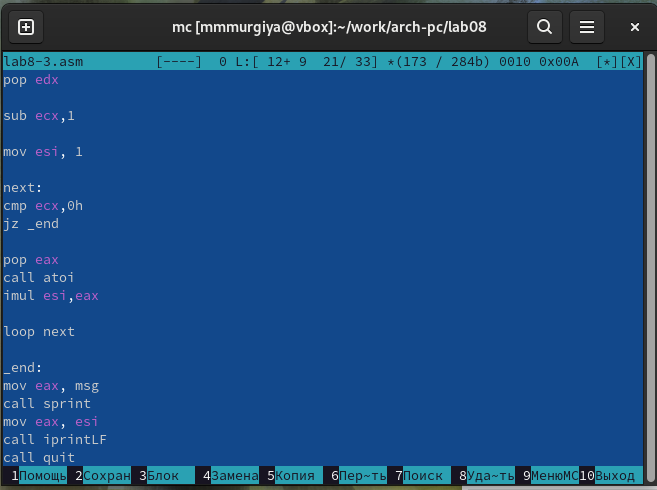 mc [mmmurgiya@vbox]:~/work/arch-pc/lab08
lab8-3.asm [----] 0 L:[ 12+ 9 21/ 33] *(173 / 284b) 0010 0x00A [*][X]
pop edx
sub ecx,1
mov esi, 1
next:
cmp ecx,0h
jz _end
pop eax
call atoi
imul esi,eax
loop next
_end:
mov eax, msg
call sprint
mov eax, esi
call iprintLF
call quit
1Помощь 2Сохран 3Блок 4Замена 5Копия 6Пер~ть 7Поиск 8Уда~ть 9МенюМС 10Выход